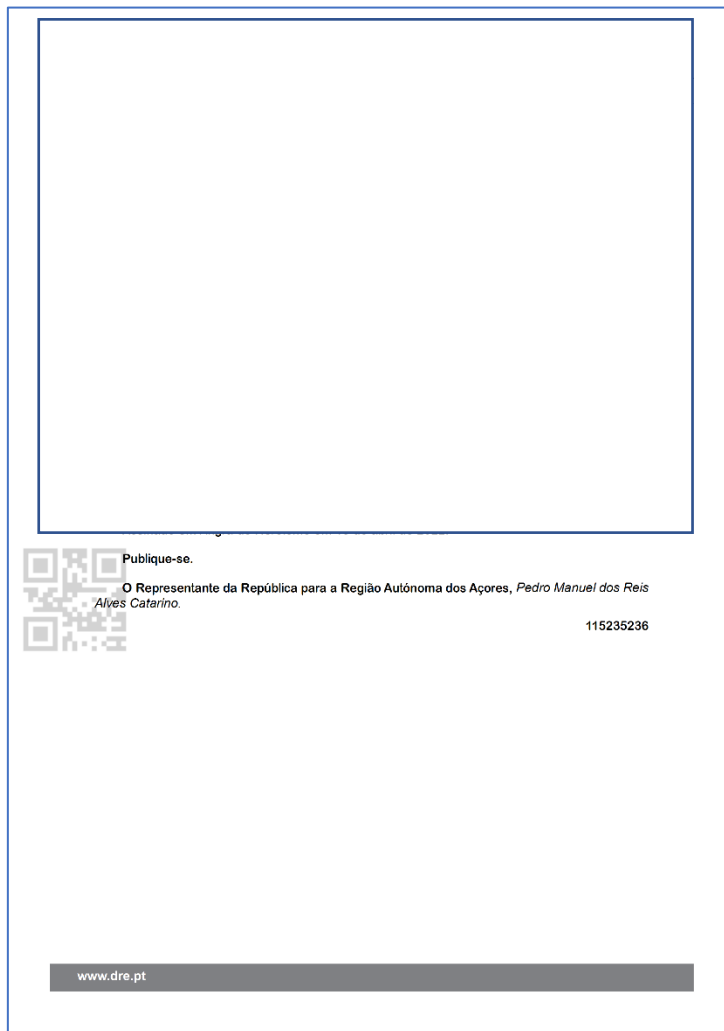 Publique-se.
O Representante da República para a Região Autónoma dos Açores, Pedro Manuel dos Reis
Alves Catarino.
115235236
www.dre.pt